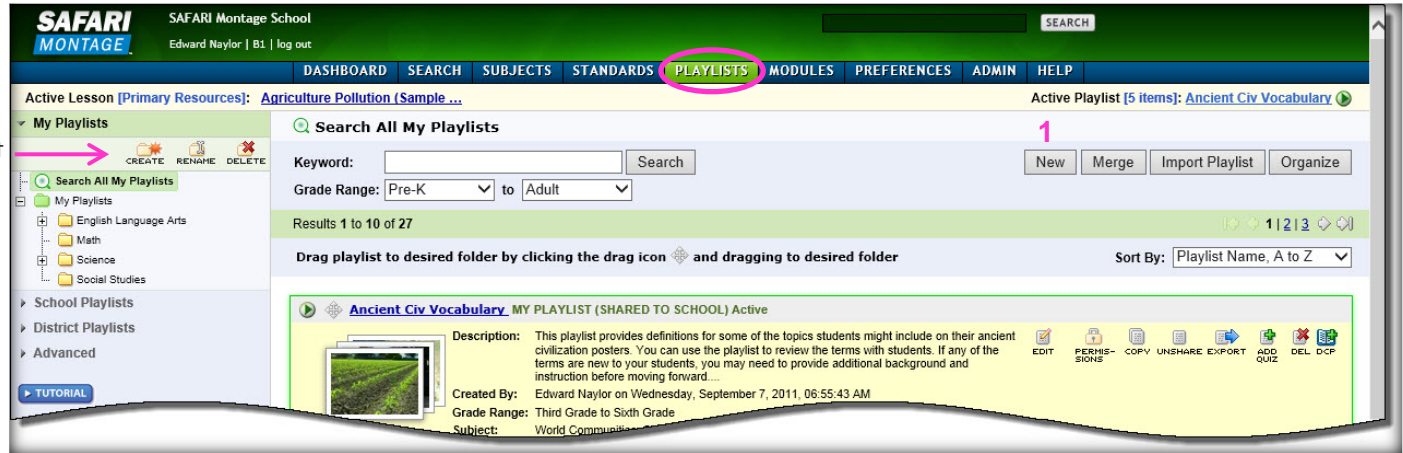 SAFARI MONTAGE
SAFARI Montage School
Edward Naylor | B1 | log out
SEARCH
DASHBOARD SEARCH SUBJECTS STANDARDS PLAYLISTS MODULES PREFERENCES ADMIN HELP
Active Lesson [Primary Resources]: Agriculture Pollution (Sample ...
Active Playlist [5 items]: Ancient Civ Vocabulary
My Playlists
CREATE RENAME DELETE
Search All My Playlists
My Playlists
English Language Arts
Math
Science
Social Studies
School Playlists
District Playlists
Advanced
TUTORIAL
Search All My Playlists
1
Keyword: Search
New Merge Import Playlist Organize
Grade Range: Pre-K to Adult
Results 1 to 10 of 27
1 | 2 | 3
Drag playlist to desired folder by clicking the drag icon and dragging to desired folder
Sort By: Playlist Name, A to Z
Ancient Civ Vocabulary MY PLAYLIST (SHARED TO SCHOOL) Active
Description: This playlist provides definitions for some of the topics students might include on their ancient
civilization posters. You can use the playlist to review the terms with students. If any of the
terms are new to your students, you may need to provide additional background and
instruction before moving forward....
EDIT PERMIS-SIONS COPY UNSHARE EXPORT ADD QUIZ DEL DCP
Created By: Edward Naylor on Wednesday, September 7, 2011, 06:55:43 AM
Grade Range: Third Grade to Sixth Grade
Subject: World